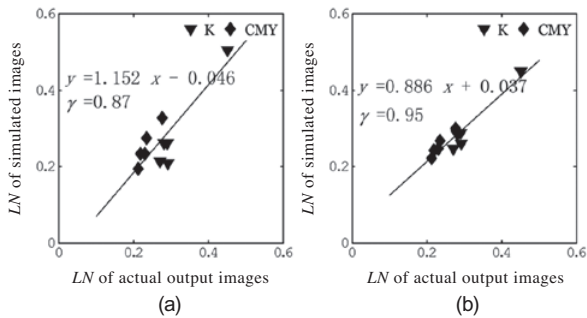 K CMY
y =1.152 x − 0.046
γ =0.87
LN of simulated images
0.6
0.4
0.2
0
0 0.2 0.4 0.6
LN of actual output images
(a)
K CMY
y =0.886 x + 0.037
γ =0.95
LN of simulated images
0.6
0.4
0.2
0
0 0.2 0.4 0.6
LN of actual output images
(b)